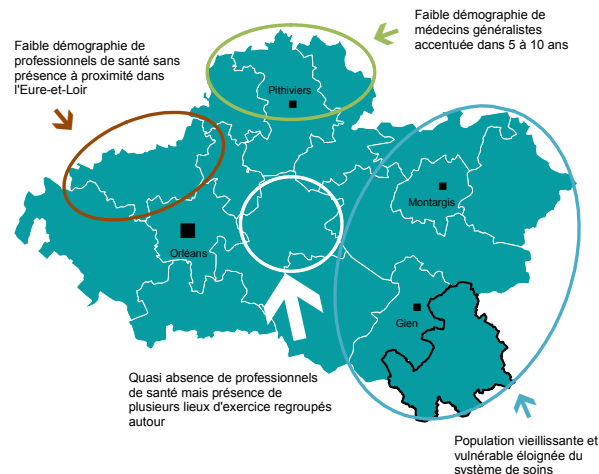 Faible démographie de
professionnels de santé sans
présence à proximité dans
l'Eure-et-Loir
Faible démographie de
médecins généralistes
accentuée dans 5 à 10 ans
Pithiviers
Montargis
Orléans
Gien
Quasi absence de professionnels
de santé mais présence de
plusieurs lieux d'exercice regroupés
autour
Population vieillissante et
vulnérable éloignée du
système de soins